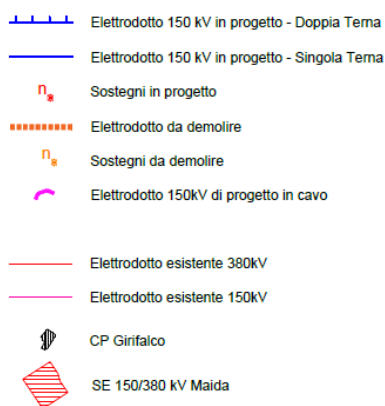 Elettrodotto 150 kV in progetto - Doppia Terna
Elettrodotto 150 kV in progetto - Singola Terna
n Sostegni in progetto
Elettrodotto da demolire
n Sostegni da demolire
Elettrodotto 150kV di progetto in cavo
Elettrodotto esistente 380kV
Elettrodotto esistente 150kV
CP Girifalco
SE 150/380 kV Maida